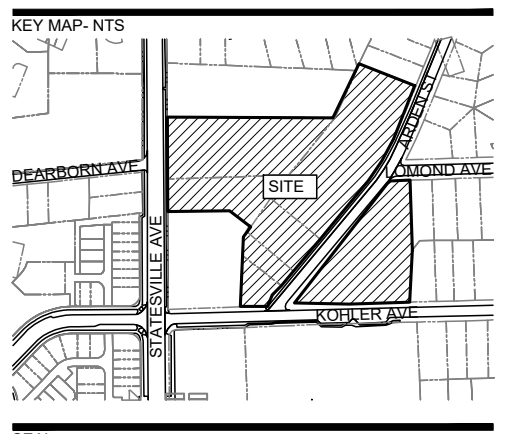 KEY MAP- NTS
ARDEN ST
DEARBORN AVE
LOMOND AVE
SITE
STATESVILLE AVE
KOHLER AVE